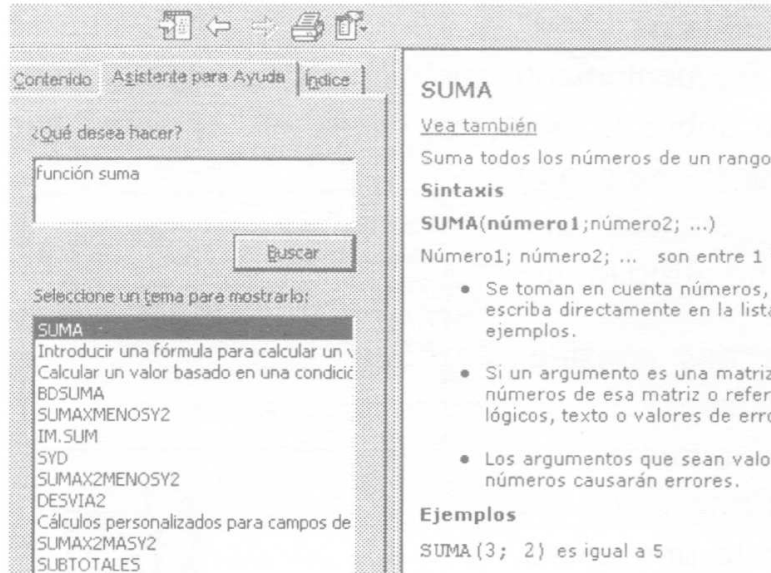 Contenido Asistente para Ayuda Índice
¿Qué desea hacer?
función suma
Buscar
Seleccione un tema para mostrarlo:
SUMA
Introducir una fórmula para calcular un v
Calcular un valor basado en una condició
BDSUMA
SUMAXMENOSY2
IM.SUM
SYD
SUMAX2MENOSY2
DESVIA2
Cálculos personalizados para campos de
SUMAX2MASY2
SUBTOTALES
SUMA
Vea también
Suma todos los números de un rango
Sintaxis
SUMA(número1;número2; ...)
Número1; número2; ... son entre 1
• Se toman en cuenta números,
escriba directamente en la lista
ejemplos.
• Si un argumento es una matriz
números de esa matriz o refer
lógicos, texto o valores de erro
• Los argumentos que sean valo
números causarán errores.
Ejemplos
SUMA(3; 2) es igual a 5